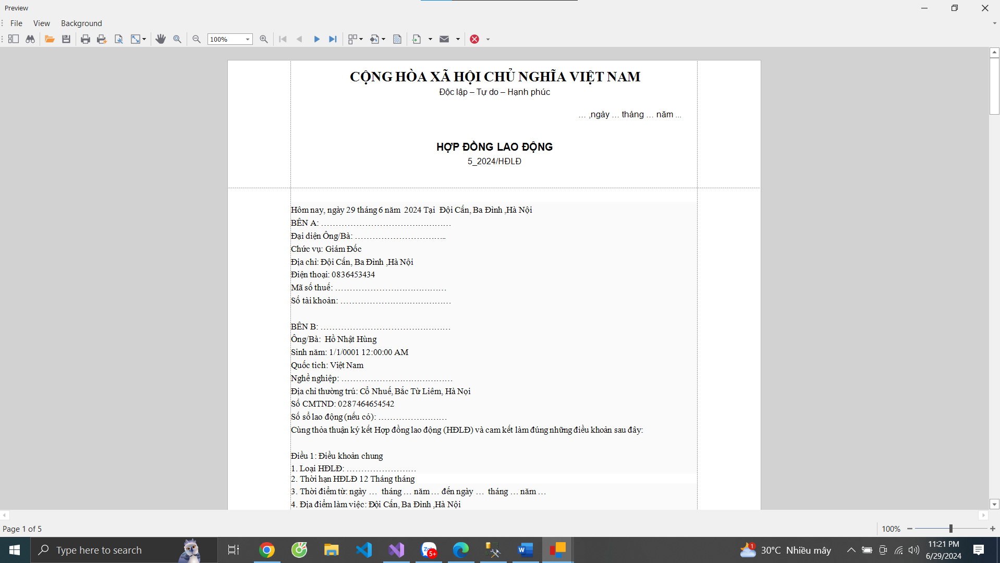 Preview
File View Background
100%
CỘNG HÒA XÃ HỘI CHỦ NGHĨA VIỆT NAM
Độc lập – Tự do – Hạnh phúc
… ,ngày … tháng … năm ...
HỢP ĐỒNG LAO ĐỘNG
5_2024/HĐLĐ
Hôm nay, ngày 29 tháng 6 năm 2024 Tại Đội Cấn, Ba Đình ,Hà Nội
BÊN A: ………………………………………
Đại diện Ông/Bà: …………………………..
Chức vụ: Giám Đốc
Địa chỉ: Đội Cấn, Ba Đình ,Hà Nội
Điện thoại: 0836453434
Mã số thuế: …………………………………
Số tài khoản: …………………………………
BÊN B: ………………………………………
Ông/Bà: Hồ Nhật Hùng
Sinh năm: 1/1/0001 12:00:00 AM
Quốc tich: Việt Nam
Nghề nghiệp: …………………………………
Địa chỉ thường trú: Cổ Nhuế, Bắc Từ Liêm, Hà Nọi
Số CMTND: 0287464654542
Số sổ lao động (nếu có): ……………………
Cùng thỏa thuận ký kết Hợp đồng lao động (HĐLĐ) và cam kết làm đúng những điều khoản sau đây:
Điều 1: Điều khoản chung
1. Loại HĐLĐ: ……………………
2. Thời hạn HĐLĐ 12 Tháng tháng
3. Thời điểm từ: ngày … tháng … năm … đến ngày … tháng … năm …
4. Địa điểm làm việc: Đội Cấn, Ba Đình ,Hà Nội
Page 1 of 5
100%
Type here to search
5+
1
30°C Nhiều mây
11:21 PM
6/29/2024